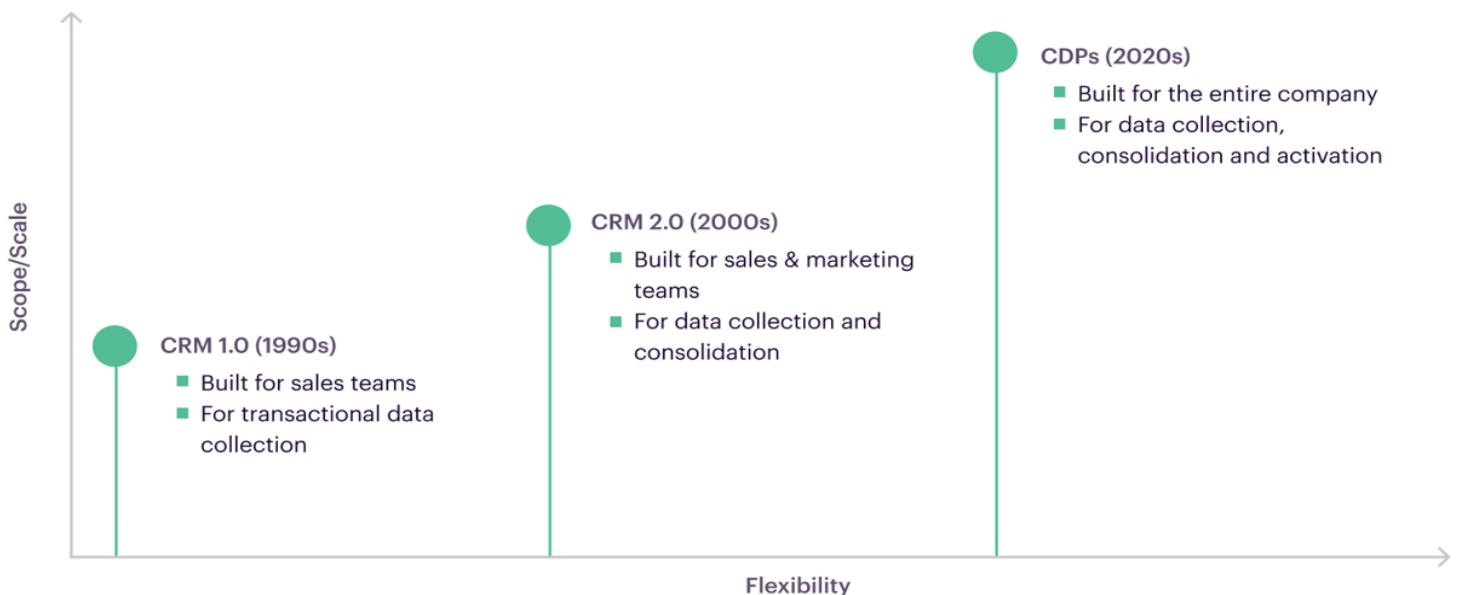 Scope/Scale
CDPs (2020s)
Built for the entire company
For data collection,
consolidation and activation
CRM 2.0 (2000s)
Built for sales & marketing
teams
For data collection and
consolidation
CRM 1.0 (1990s)
Built for sales teams
For transactional data
collection
Flexibility